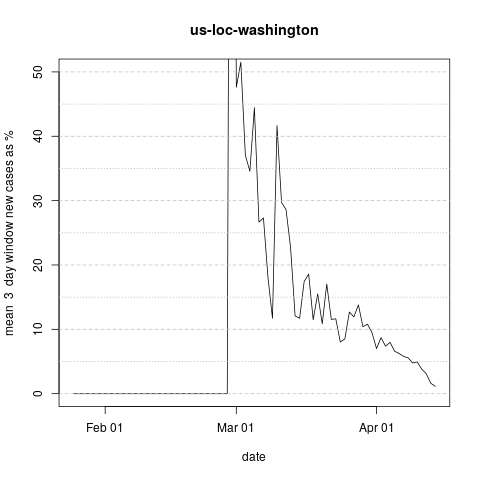 us-loc-washington
mean  3  day window new cases as %
50
40
30
20
10
0
Feb 01
Mar 01
Apr 01
date